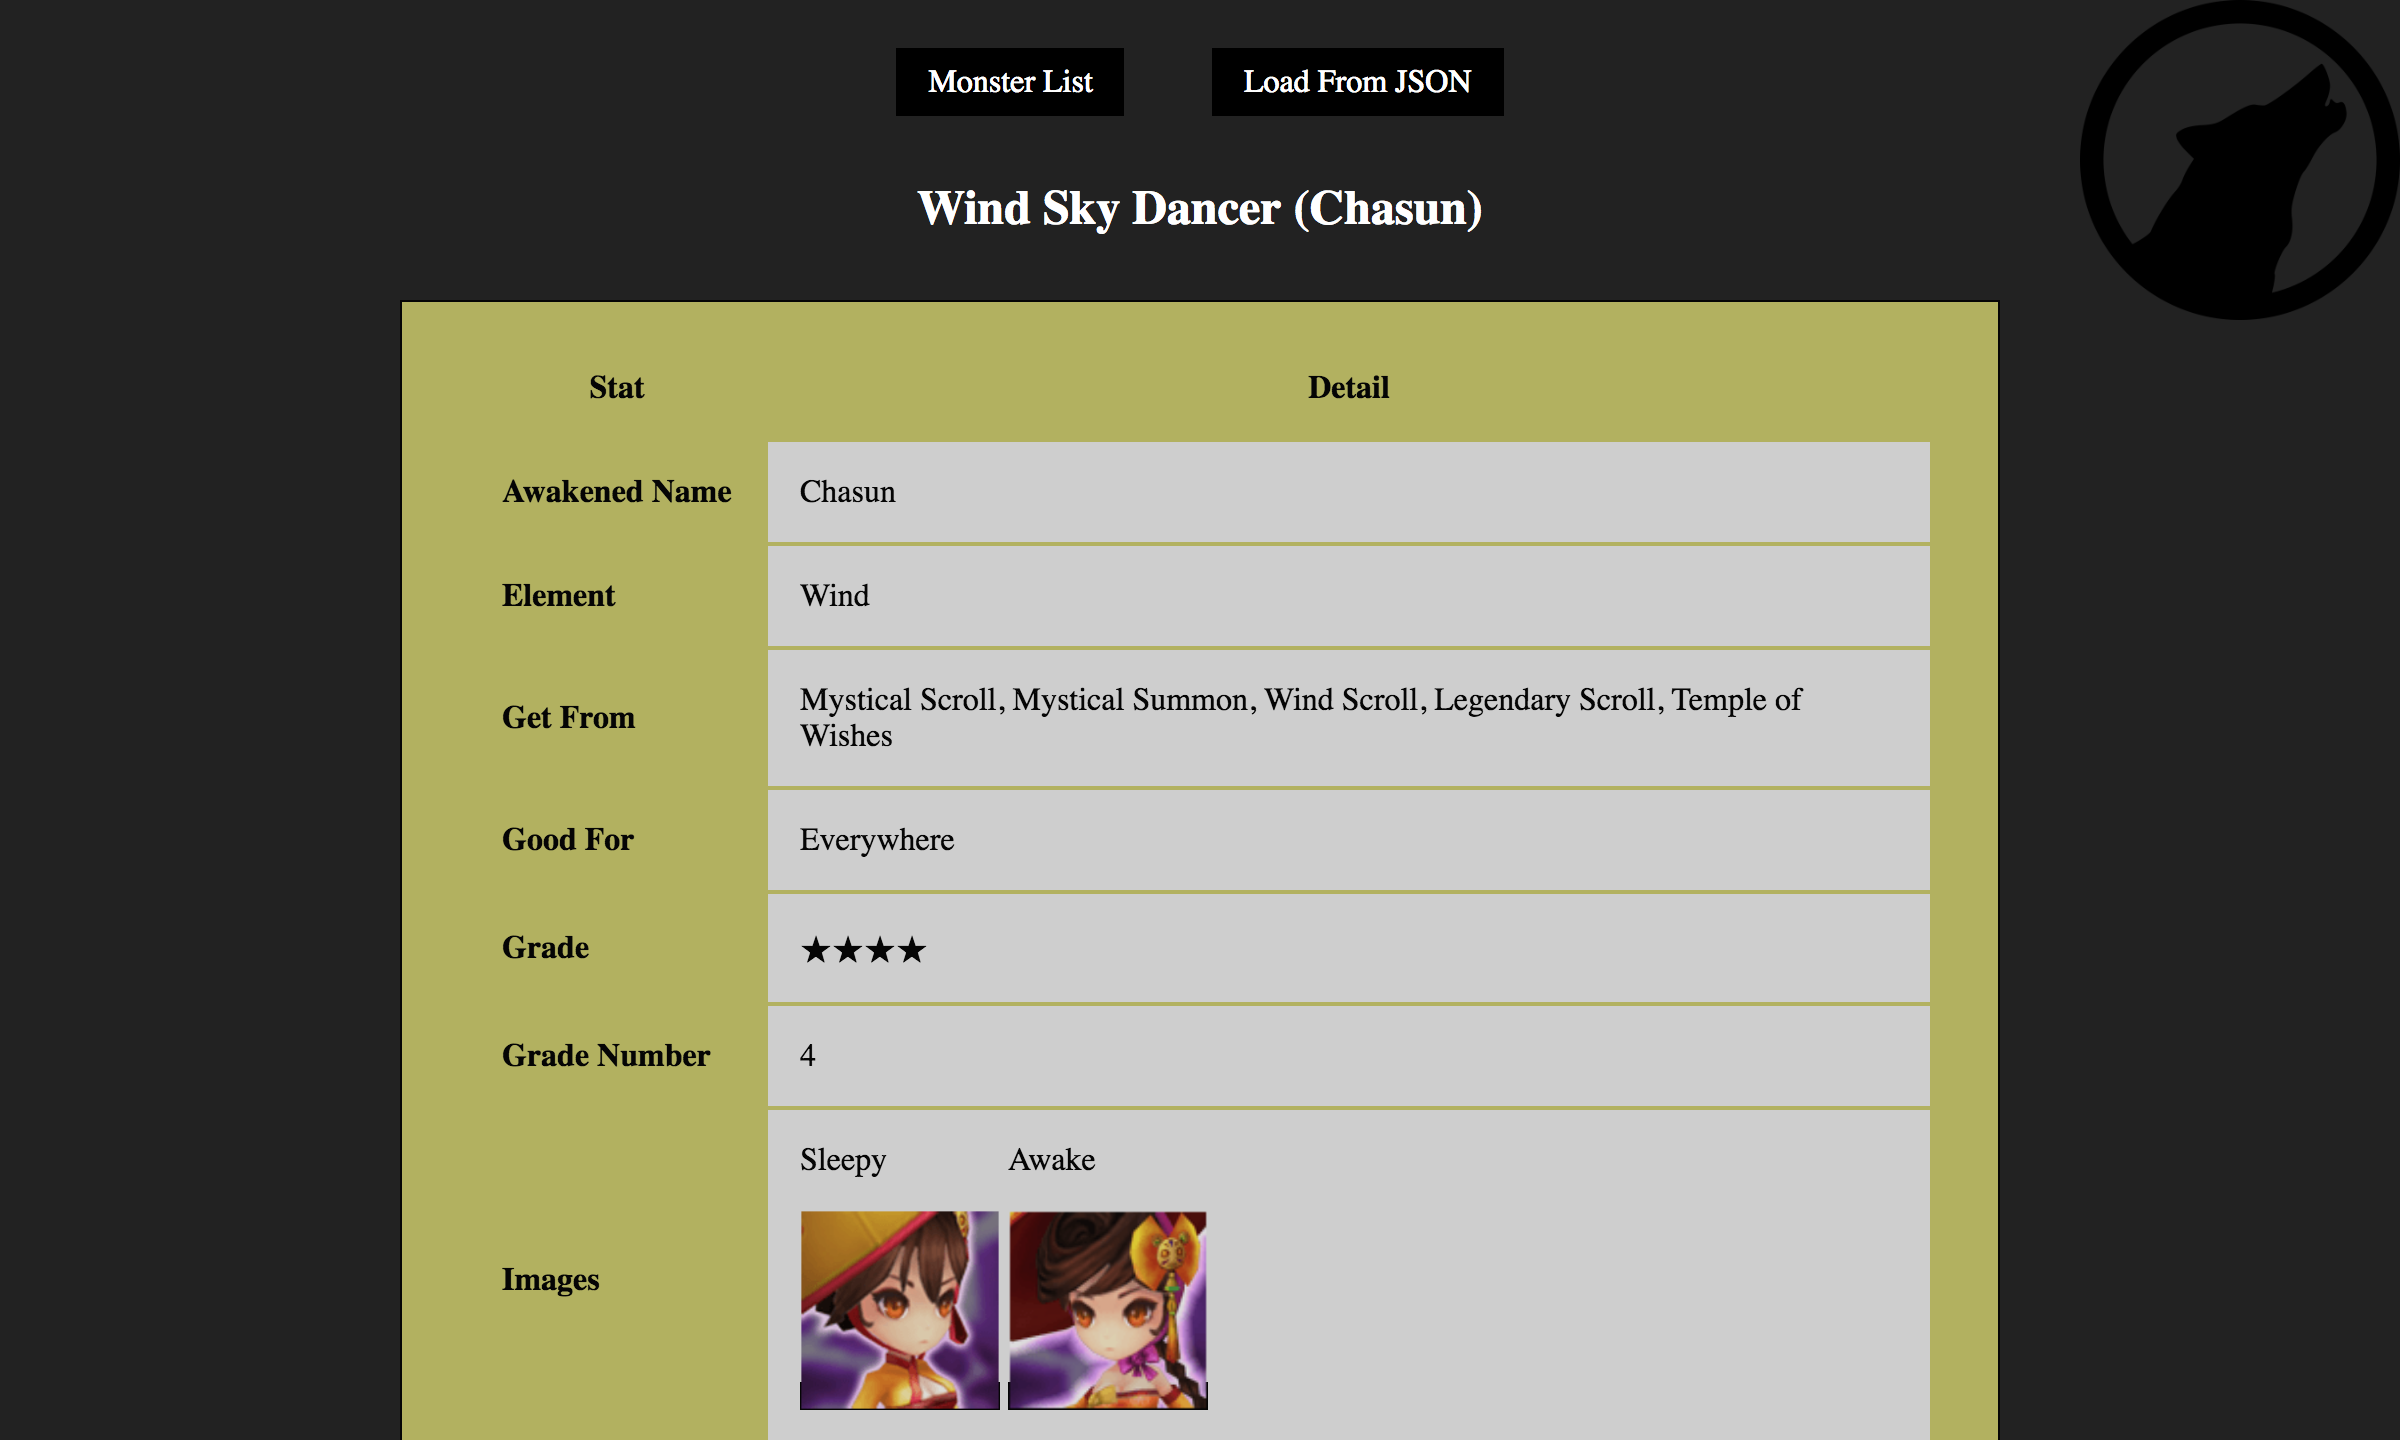 Monster List
Load From JSON
Wind Sky Dancer (Chasun)
Stat
Detail
Awakened Name
Chasun
Element
Wind
Get From
Mystical Scroll, Mystical Summon, Wind Scroll, Legendary Scroll, Temple of
Wishes
Good For
Everywhere
Grade
★★★★
Grade Number
4
Images
Sleepy
Awake